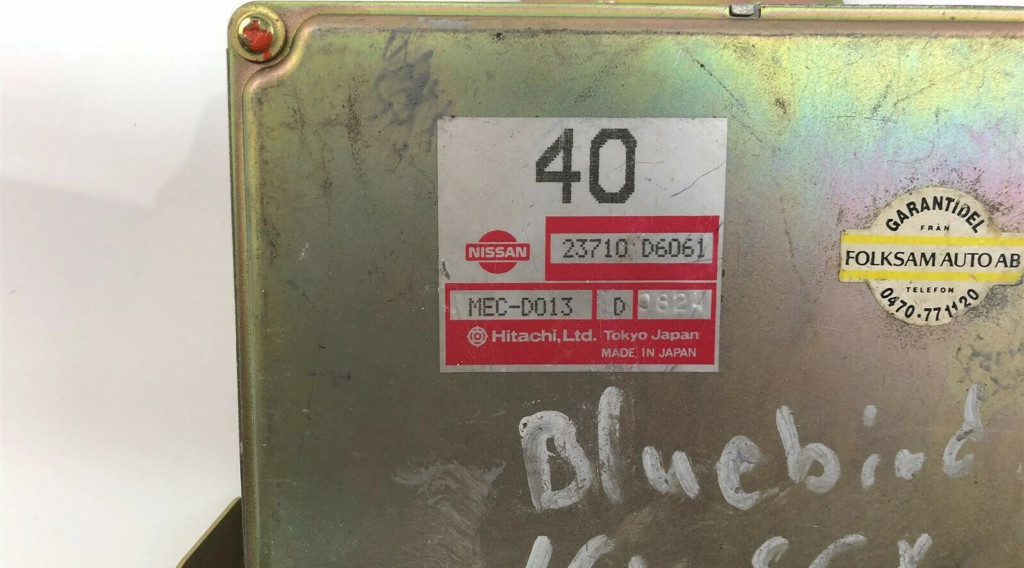 40
NISSAN
23710 D6061
MEC-D013 D
Hitachi, Ltd. Tokyo Japan
MADE IN JAPAN
GARANTIDEL
FRÅN
FOLKSAM AUTO AB
TELEFON
0470-771120
Bluebird